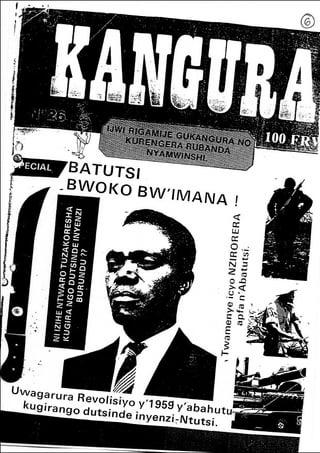 6
KANGURA
Nº 26
IJWI RIGAMIJE GUKANGURA NO
KURENGERA RUBANDA
NYAMWINSHI.
100 FRW
SPECIAL
BATUTSI
BWOKO BW'IMANA !
NI IZIHE NTWARO TUZAKORESHA
KUGIRA NGO DUTSINDE INYENZI
BURUNDU ??
Twamenye icyo NZIRORERA
apfa n'Abatutsi.
Uwagarura Revolisiyo y'1959 y'abahutu
kugirango dutsinde inyenzi-Ntutsi.